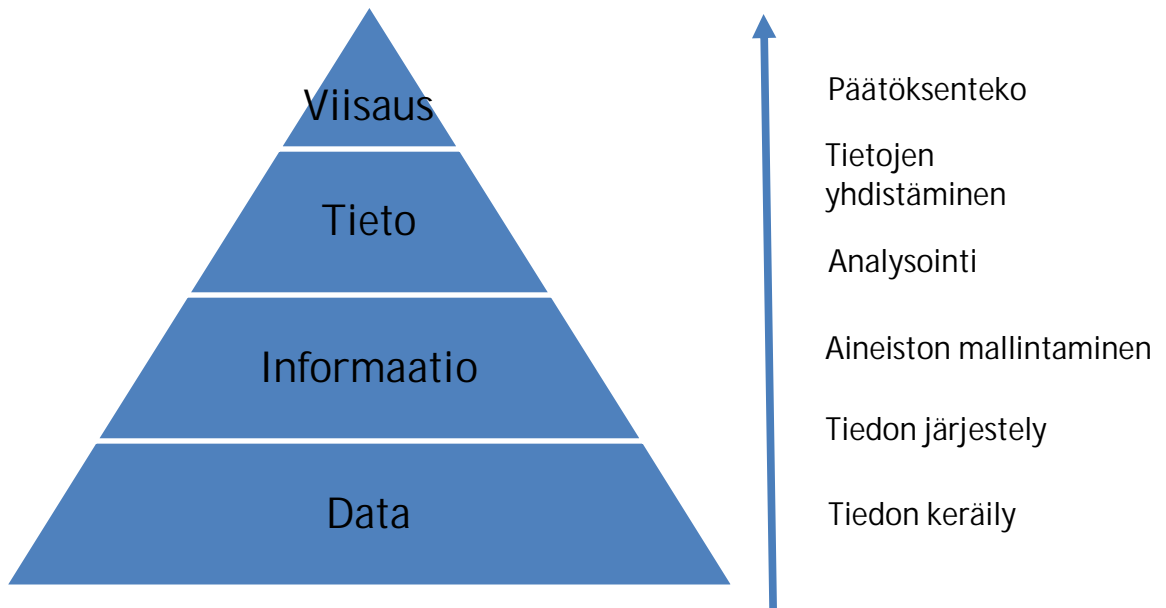 Viisaus
Tieto
Informaatio
Data
Päätöksenteko
Tietojen
yhdistäminen
Analysointi
Aineiston mallintaminen
Tiedon järjestely
Tiedon keräily